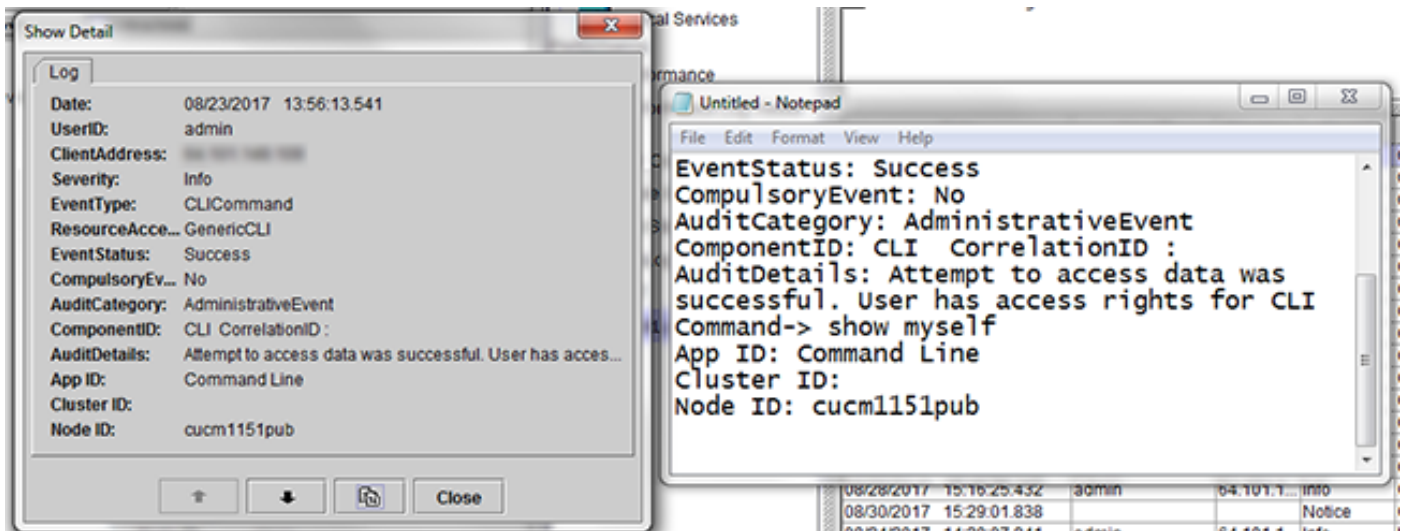 Show Detail
Log
Date: 08/23/2017 13:56:13.541
UserID: admin
ClientAddress:
Severity: Info
EventType: CLICommand
ResourceAcce... GenericCLI
EventStatus: Success
CompulsoryEv... No
AuditCategory: AdministrativeEvent
ComponentID: CLI CorrelationID :
AuditDetails: Attempt to access data was successful. User has acces...
App ID: Command Line
Cluster ID:
Node ID: cucm1151pub
Close
al Services
rmance
Untitled - Notepad
File Edit Format View Help
EventStatus: Success
CompulsoryEvent: No
AuditCategory: AdministrativeEvent
ComponentID: CLI CorrelationID :
AuditDetails: Attempt to access data was
successful. User has access rights for CLI
Command-> show myself
App ID: Command Line
Cluster ID:
Node ID: cucm1151pub
08/28/2017 15:16:25.432 admin 64.101.1... Info
08/30/2017 15:29:01.838 Notice